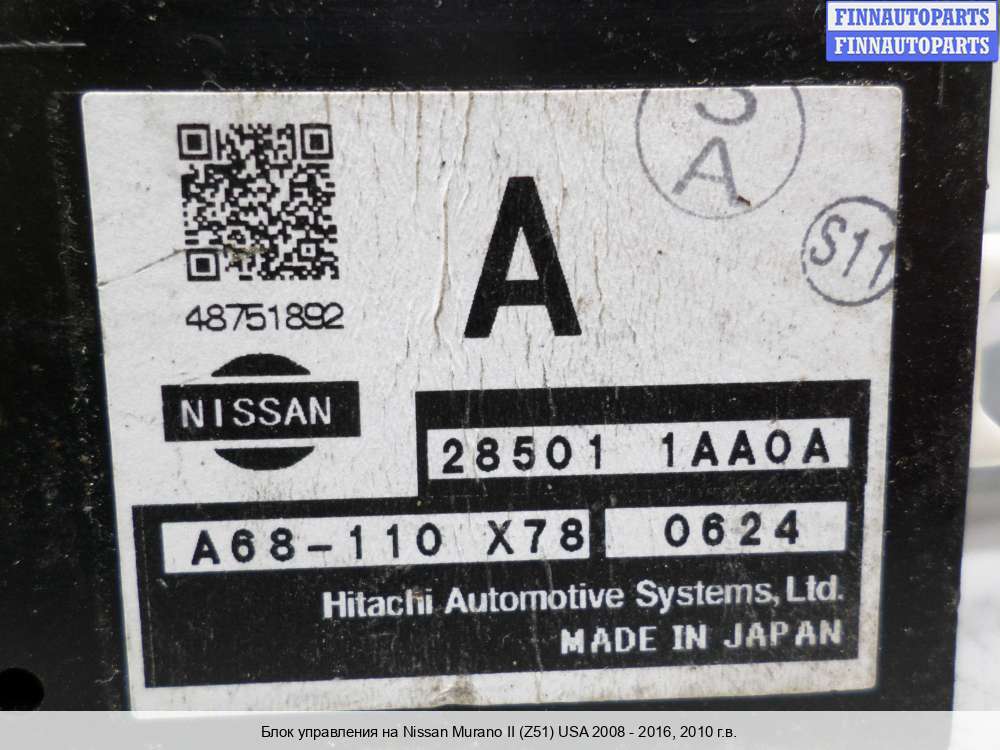 FINNAUTOPARTS
FINNAUTOPARTS
A
A
S11
48751892
NISSAN
28501 1AA0A
A68-110 X78 0624
Hitachi Automotive Systems, Ltd.
MADE IN JAPAN
Блок управления на Nissan Murano II (Z51) USA 2008 - 2016, 2010 г.в.